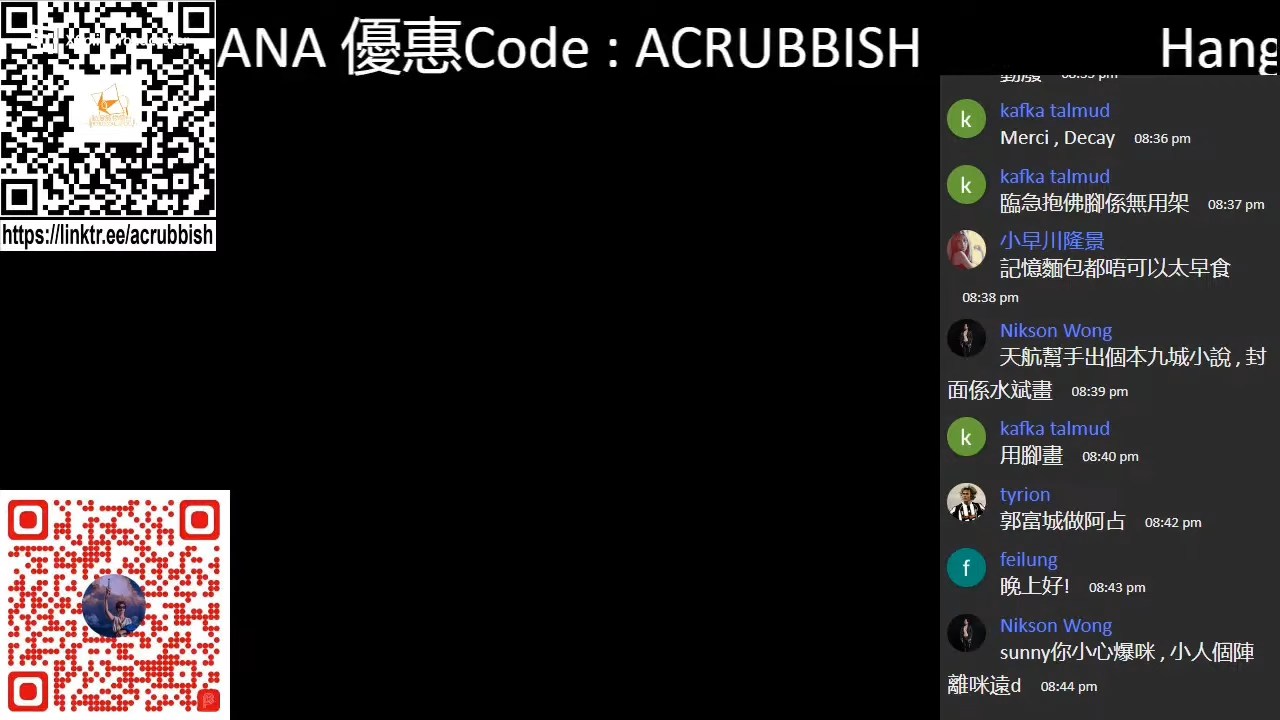 ANA 優惠Code : ACRUBBISH
Hang
https://linktr.ee/acrubbish
08:35 pm
kafka talmud
Merci , Decay 08:36 pm
kafka talmud
臨急抱佛腳係無用架 08:37 pm
小早川隆景
記憶麵包都唔可以太早食
08:38 pm
Nikson Wong
天航幫手出個本九城小說 , 封
面係水斌畫 08:39 pm
kafka talmud
用腳畫 08:40 pm
tyrion
郭富城做阿占 08:42 pm
feilung
晚上好! 08:43 pm
Nikson Wong
sunny你小心爆咪 , 小人個陣
離咪遠d 08:44 pm